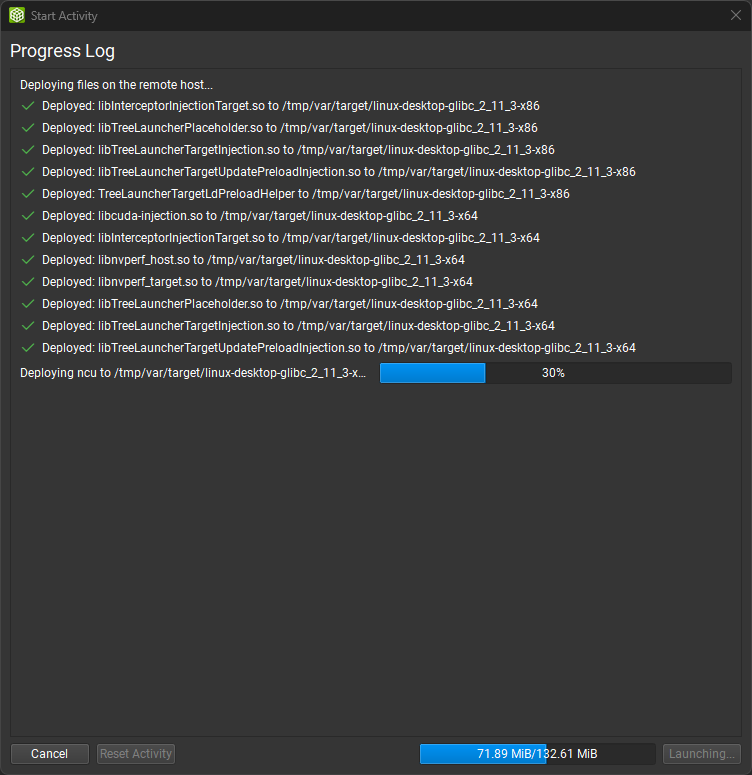 Start Activity
Progress Log
Deploying files on the remote host...
Deployed: libInterceptorInjectionTarget.so to /tmp/var/target/linux-desktop-glibc_2_11_3-x86
Deployed: libTreeLauncherPlaceholder.so to /tmp/var/target/linux-desktop-glibc_2_11_3-x86
Deployed: libTreeLauncherTargetInjection.so to /tmp/var/target/linux-desktop-glibc_2_11_3-x86
Deployed: libTreeLauncherTargetUpdatePreloadInjection.so to /tmp/var/target/linux-desktop-glibc_2_11_3-x86
Deployed: TreeLauncherTargetLdPreloadHelper to /tmp/var/target/linux-desktop-glibc_2_11_3-x86
Deployed: libcuda-injection.so to /tmp/var/target/linux-desktop-glibc_2_11_3-x64
Deployed: libInterceptorInjectionTarget.so to /tmp/var/target/linux-desktop-glibc_2_11_3-x64
Deployed: libnvperf_host.so to /tmp/var/target/linux-desktop-glibc_2_11_3-x64
Deployed: libnvperf_target.so to /tmp/var/target/linux-desktop-glibc_2_11_3-x64
Deployed: libTreeLauncherPlaceholder.so to /tmp/var/target/linux-desktop-glibc_2_11_3-x64
Deployed: libTreeLauncherTargetInjection.so to /tmp/var/target/linux-desktop-glibc_2_11_3-x64
Deployed: libTreeLauncherTargetUpdatePreloadInjection.so to /tmp/var/target/linux-desktop-glibc_2_11_3-x64
Deploying ncu to /tmp/var/target/linux-desktop-glibc_2_11_3-x... 30%
Cancel Reset Activity 71.89 MiB/132.61 MiB Launching...